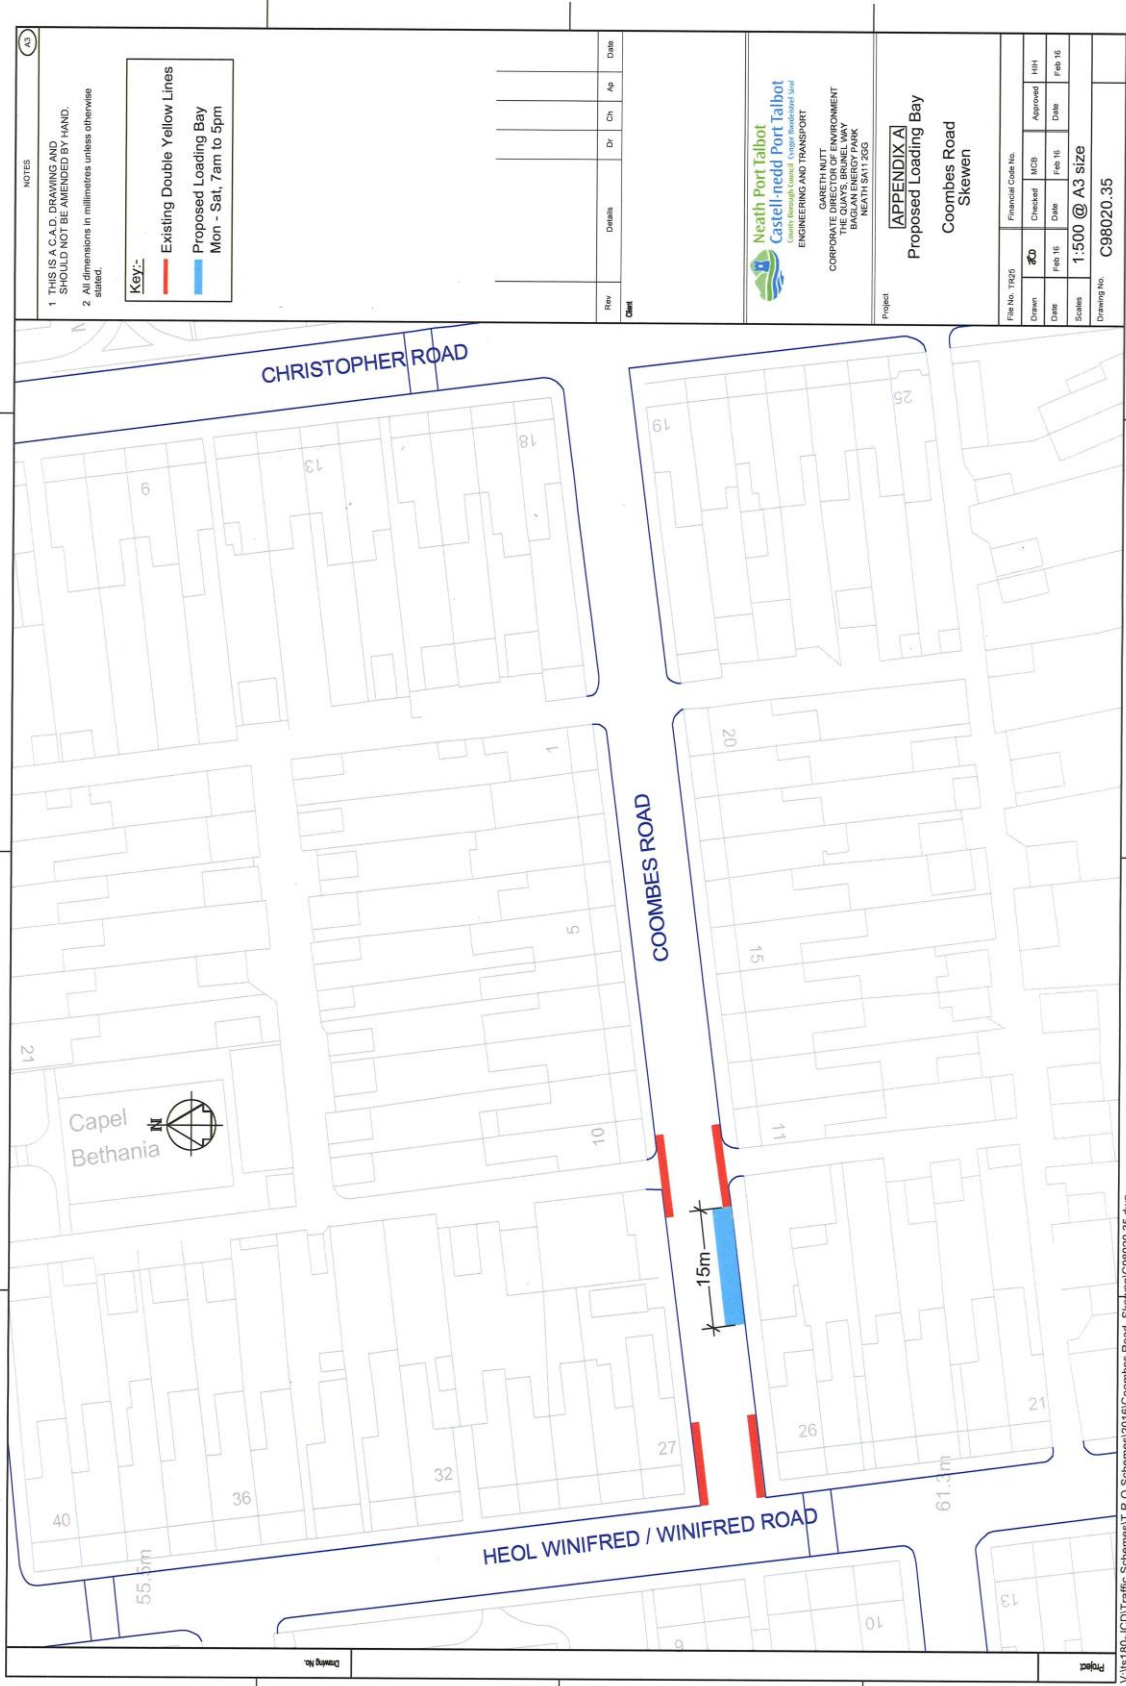 A3
NOTES
1 THIS IS A C.A.D. DRAWING AND
SHOULD NOT BE AMENDED BY HAND.
2 All dimensions in millimetres unless otherwise
stated.
Key:-
Existing Double Yellow Lines
Proposed Loading Bay
Mon - Sat, 7am to 5pm
Rev Details Dr Ch Ap Date
Client
Neath Port Talbot
Castell-nedd Port Talbot
County Borough Council Cyngor Bwrdeistref Sirol
ENGINEERING AND TRANSPORT
GARETH NUTT
CORPORATE DIRECTOR OF ENVIRONMENT
THE QUAYS, BRUNEL WAY
BAGLAN ENERGY PARK
NEATH SA11 2GG
Project
APPENDIX A
Proposed Loading Bay
Coombes Road
Skewen
File No. TR25 Financial Code No.
Drawn Checked MCB Approved HIH
Date Feb 16 Date Feb 16 Date Feb 16
Scales 1:500 @ A3 size
Drawing No. C98020.35
CHRISTOPHER ROAD
COOMBES ROAD
HEOL WINIFRED / WINIFRED ROAD
Capel
Bethania
N
15m
21
9
13
18
19
25
1
5
10
20
15
11
40
36
32
27
26
21
55.5m
61.3m
10
13
Drawing No.
Project